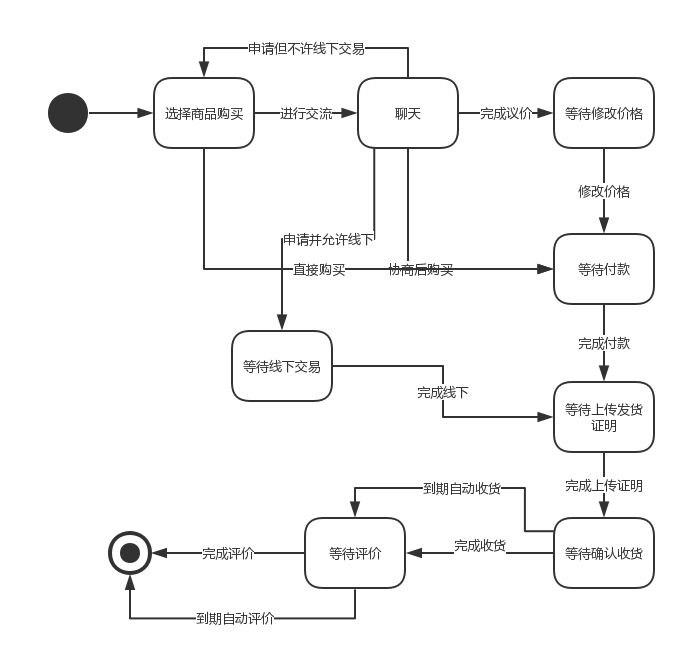 申请但不许线下交易
选择商品购买
进行交流
聊天
完成议价
等待修改价格
修改价格
申请并允许线下
直接购买
协商后购买
等待付款
完成付款
等待线下交易
完成线下
等待上传发货
证明
完成上传证明
到期自动收货
完成评价
等待评价
完成收货
等待确认收货
到期自动评价